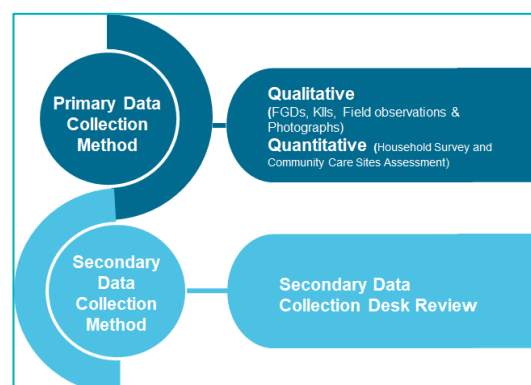 Primary Data
Collection
Method
Qualitative
(FGDs, KIIs, Field observations &
Photographs)
Quantitative (Household Survey and
Community Care Sites Assessment)
Secondary
Data
Collection
Method
Secondary Data
Collection Desk Review